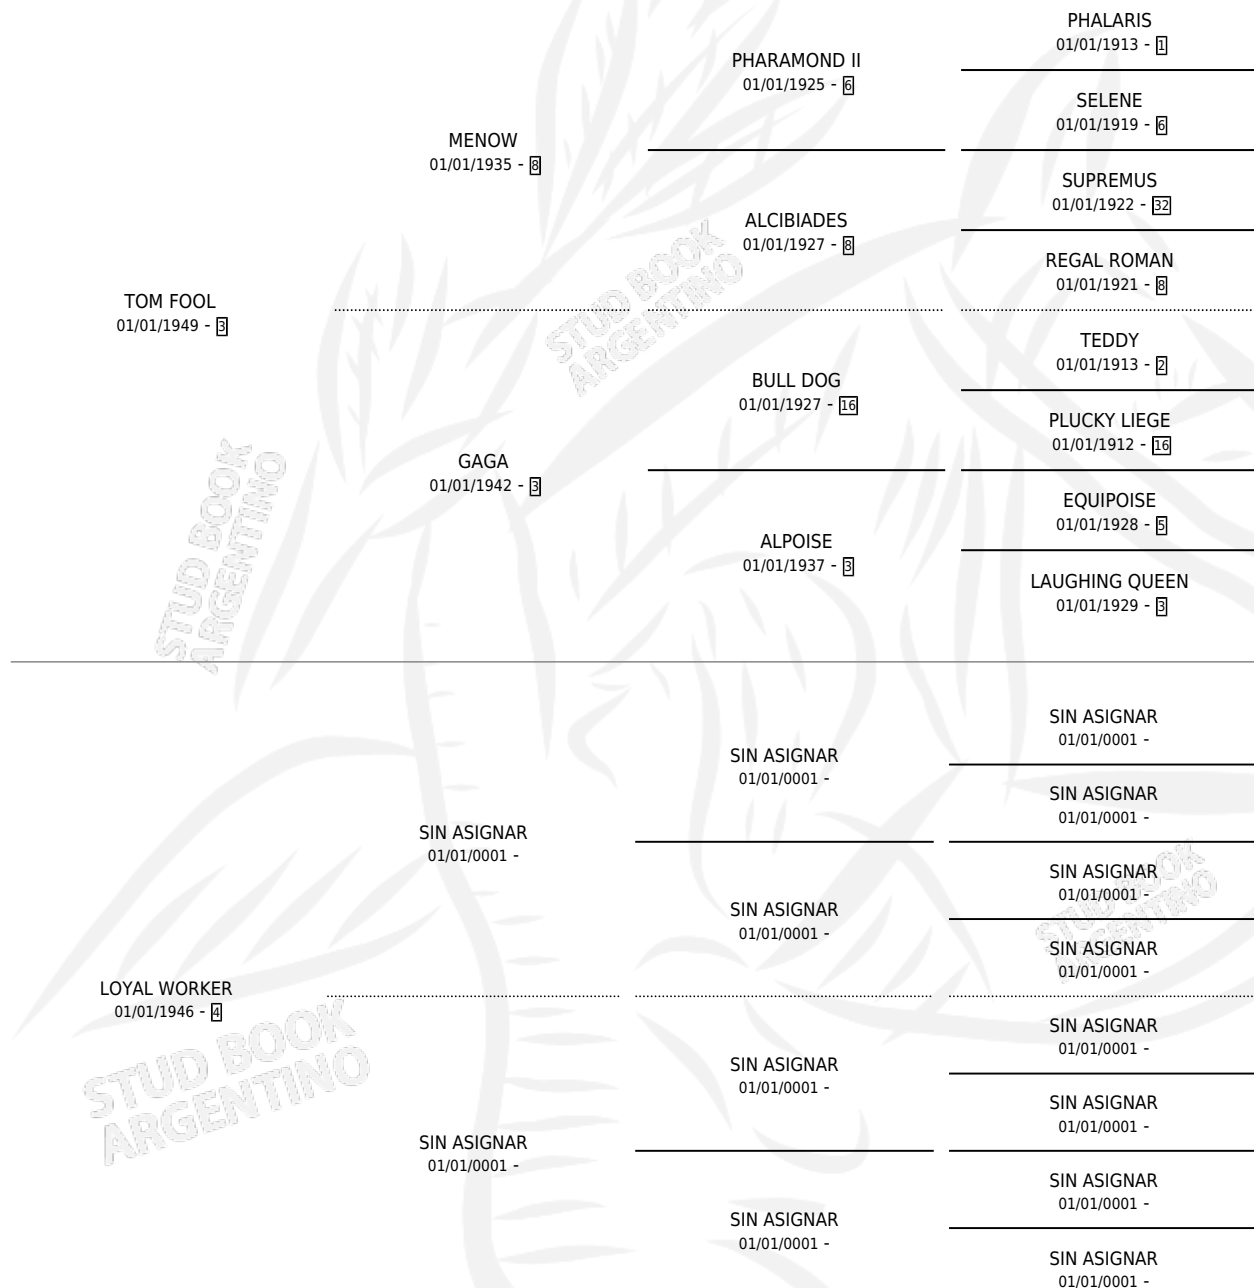 PHALARIS
01/01/1913 - 1
PHARAMOND II
01/01/1925 - 6
SELENE
01/01/1919 - 6
MENOW
01/01/1935 - 8
SUPREMUS
01/01/1922 - 32
ALCIBIADES
01/01/1927 - 8
REGAL ROMAN
01/01/1921 - 8
TOM FOOL
01/01/1949 - 3
TEDDY
01/01/1913 - 2
BULL DOG
01/01/1927 - 16
PLUCKY LIEGE
01/01/1912 - 16
GAGA
01/01/1942 - 3
EQUIPOISE
01/01/1928 - 5
ALPOISE
01/01/1937 - 3
LAUGHING QUEEN
01/01/1929 - 3
STUD BOOK
ARGENTINO
STUD BOOK
ARGENTINO
SIN ASIGNAR
01/01/0001 -
SIN ASIGNAR
01/01/0001 -
SIN ASIGNAR
01/01/0001 -
SIN ASIGNAR
01/01/0001 -
SIN ASIGNAR
01/01/0001 -
SIN ASIGNAR
01/01/0001 -
SIN ASIGNAR
01/01/0001 -
LOYAL WORKER
01/01/1946 - 4
SIN ASIGNAR
01/01/0001 -
SIN ASIGNAR
01/01/0001 -
SIN ASIGNAR
01/01/0001 -
SIN ASIGNAR
01/01/0001 -
SIN ASIGNAR
01/01/0001 -
SIN ASIGNAR
01/01/0001 -
SIN ASIGNAR
01/01/0001 -
STUD BOOK
ARGENTINO
STUD BOOK
ARGENTINO